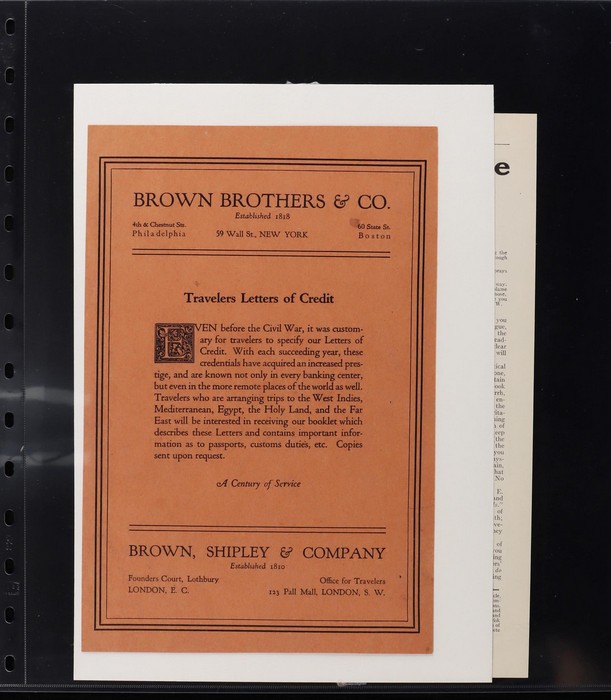 BROWN BROTHERS & CO.
Established 1818
4th & Chestnut Sts.
Philadelphia
59 Wall St., NEW YORK
60 State St.
Boston
Travelers Letters of Credit
EVEN before the Civil War, it was custom-
ary for travelers to specify our Letters of
Credit. With each succeeding year, these
credentials have acquired an increased pres-
tige, and are known not only in every banking center,
but even in the more remote places of the world as well.
Travelers who are arranging trips to the West Indies,
Mediterranean, Egypt, the Holy Land, and the Far
East will be interested in receiving our booklet which
describes these Letters and contains important infor-
mation as to passports, customs duties, etc. Copies
sent upon request.
A Century of Service
BROWN, SHIPLEY & COMPANY
Established 1810
Founders Court, Lothbury
LONDON, E. C.
Office for Travelers
123 Pall Mall, LONDON, S. W.
e